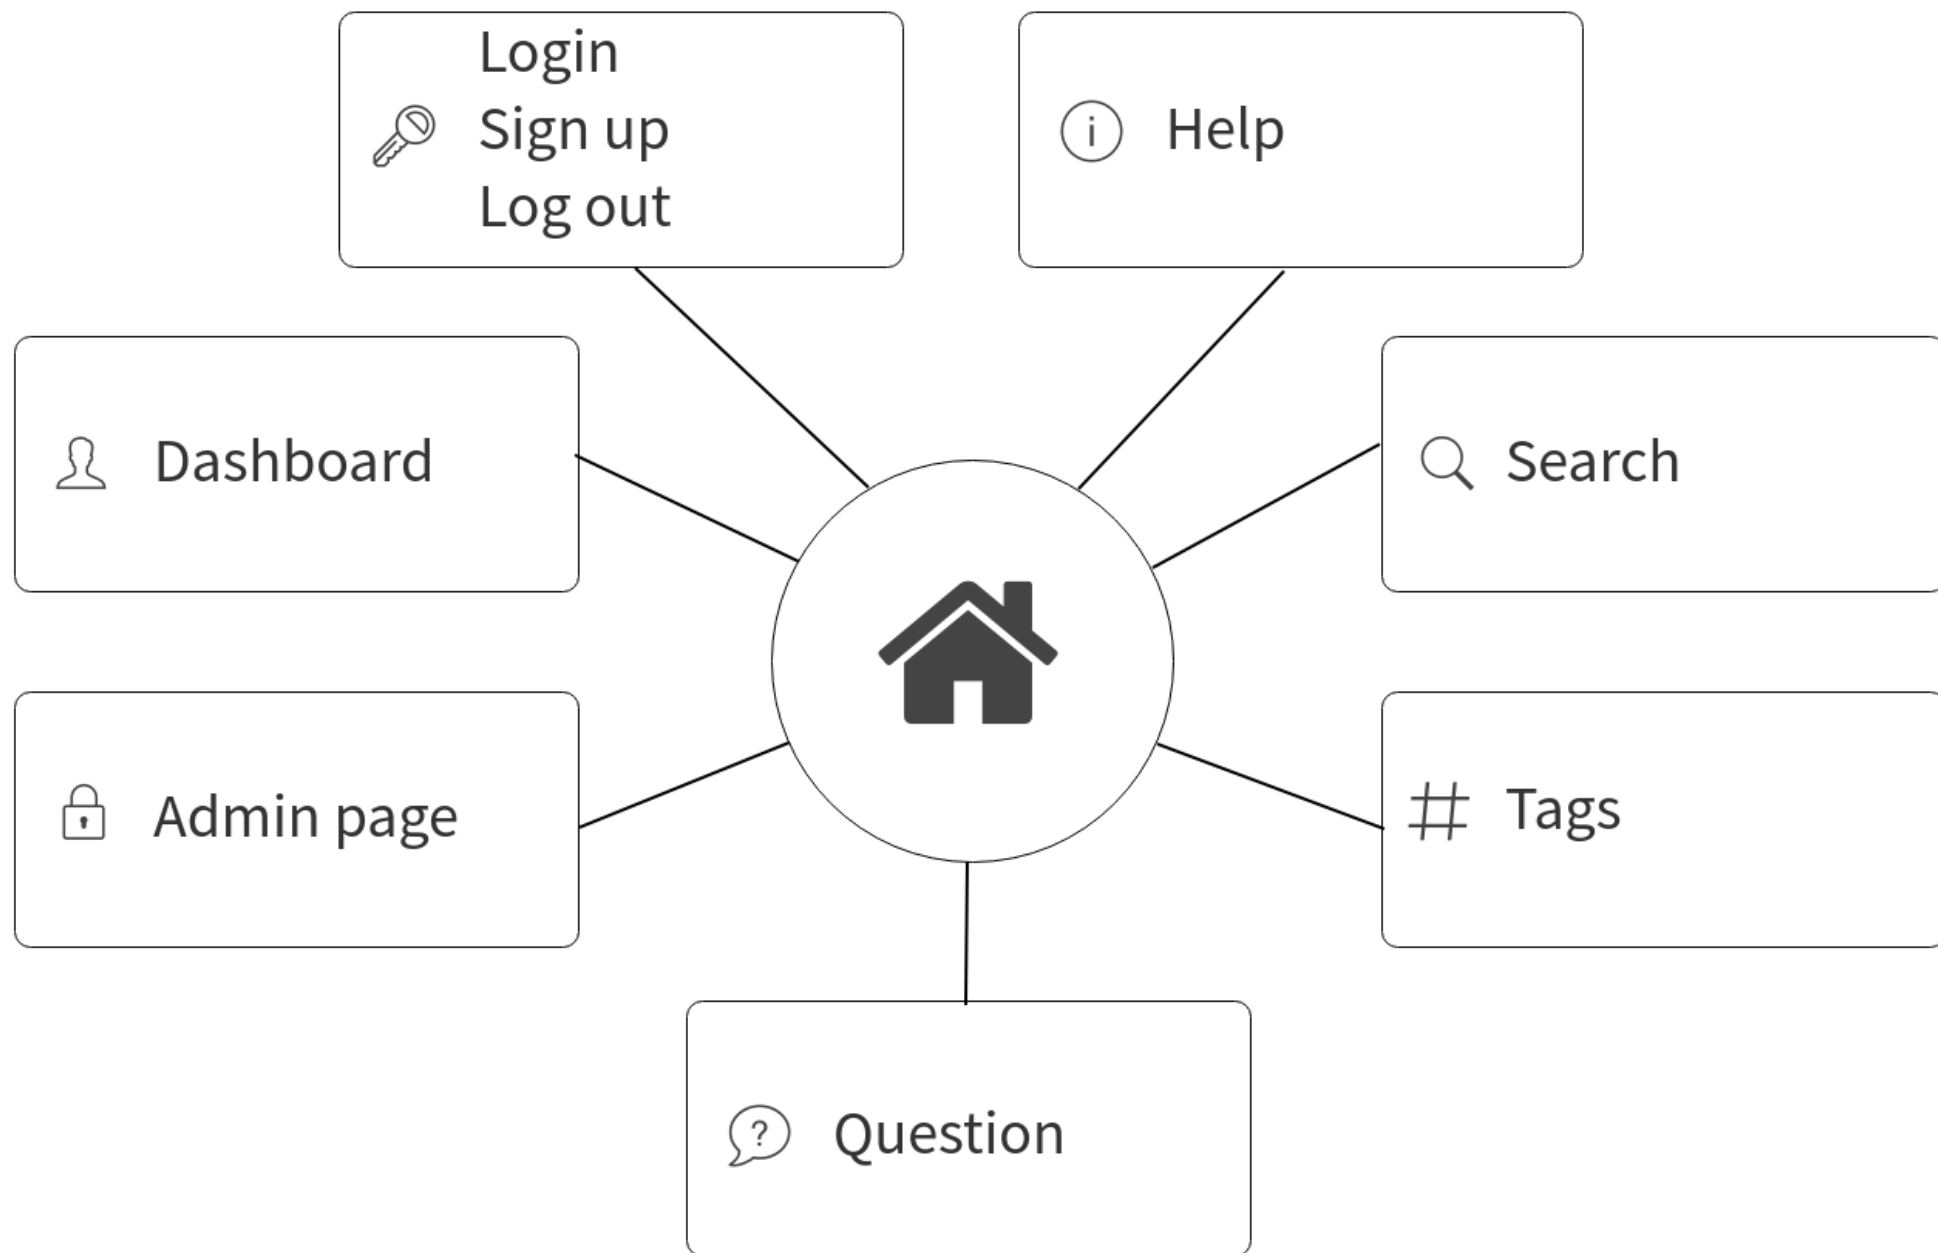 Login
Sign up
Log out
Help
Dashboard
Search
Admin page
Tags
Question